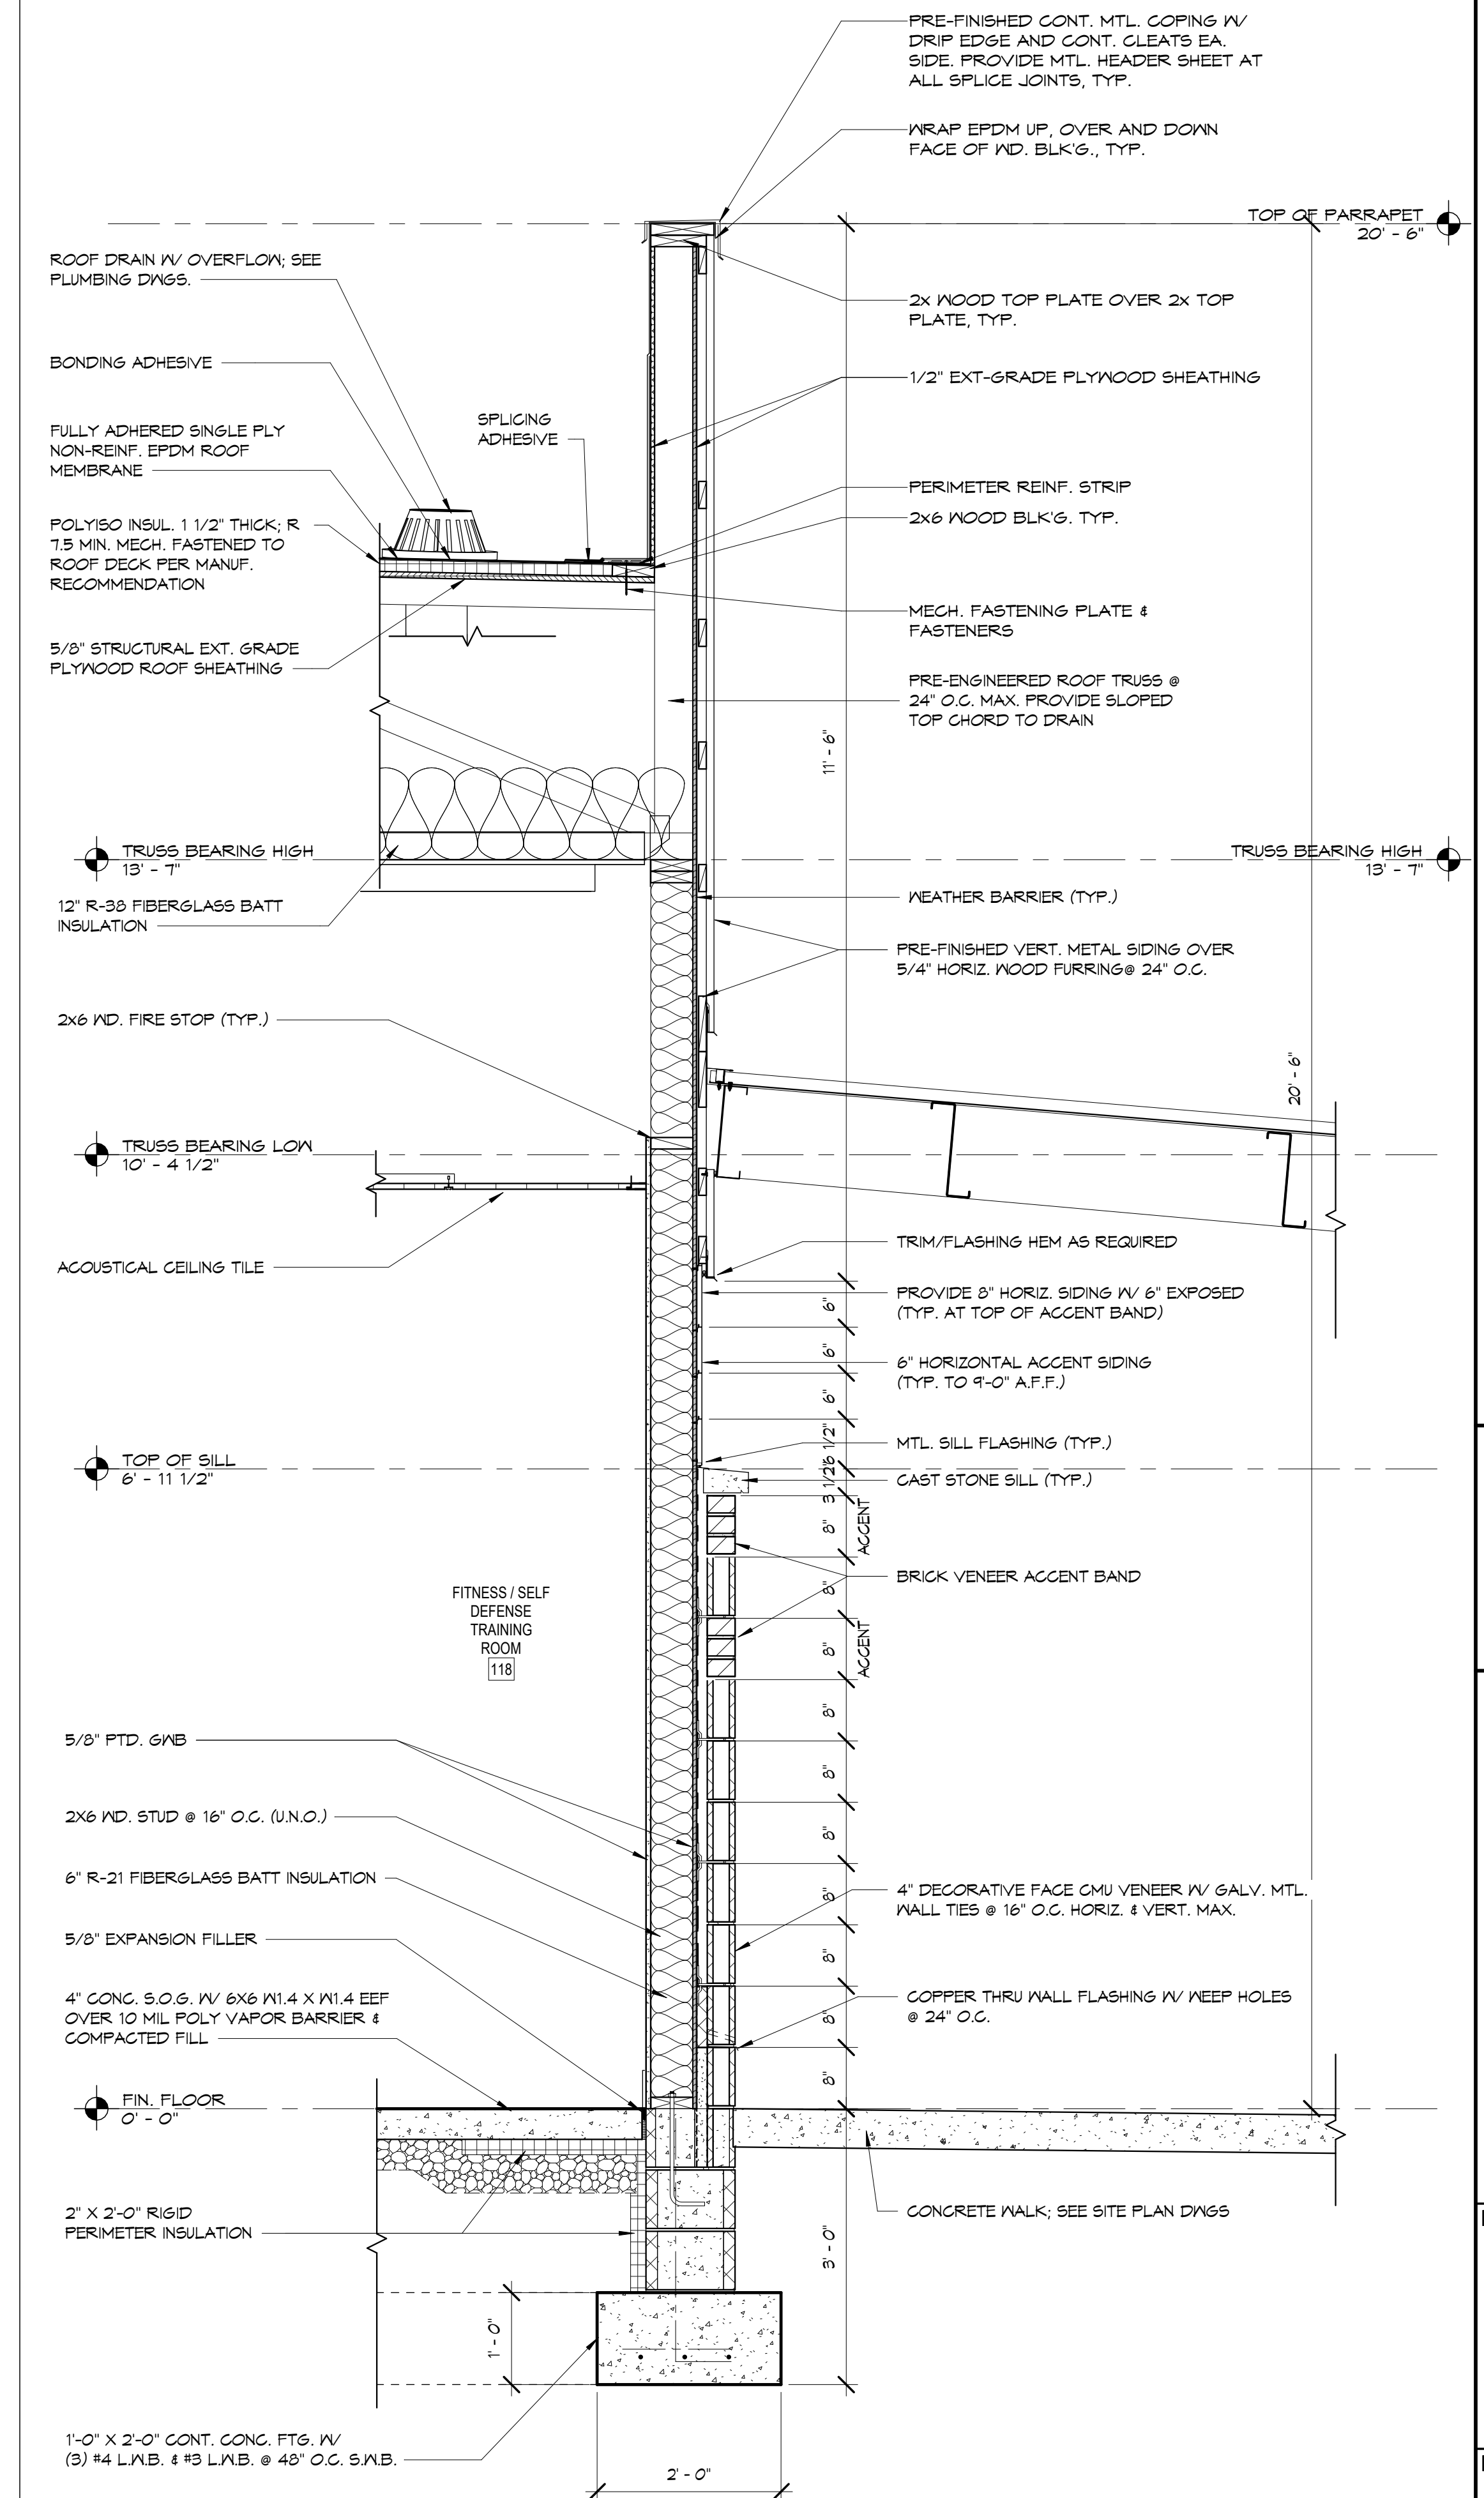 PRE-FINISHED CONT. MTL. COPING W/
DRIP EDGE AND CONT. CLEATS EA.
SIDE. PROVIDE MTL. HEADER SHEET AT
ALL SPLICE JOINTS, TYP.
WRAP EPDM UP, OVER AND DOWN
FACE OF WD. BLK'G., TYP.
TOP OF PARRAPET
20' - 6"
ROOF DRAIN W/ OVERFLOW; SEE
PLUMBING DWGS.
2x WOOD TOP PLATE OVER 2x TOP
PLATE, TYP.
BONDING ADHESIVE
1/2" EXT-GRADE PLYWOOD SHEATHING
SPLICING
ADHESIVE
FULLY ADHERED SINGLE PLY
NON-REINF. EPDM ROOF
MEMBRANE
PERIMETER REINF. STRIP
2x6 WOOD BLK'G. TYP.
POLYISO INSUL. 1 1/2" THICK; R
7.5 MIN. MECH. FASTENED TO
ROOF DECK PER MANUF.
RECOMMENDATION
MECH. FASTENING PLATE &
FASTENERS
5/8" STRUCTURAL EXT. GRADE
PLYWOOD ROOF SHEATHING
PRE-ENGINEERED ROOF TRUSS @
24" O.C. MAX. PROVIDE SLOPED
TOP CHORD TO DRAIN
11' - 6"
TRUSS BEARING HIGH
13' - 7"
TRUSS BEARING HIGH
13' - 7"
12" R-38 FIBERGLASS BATT
INSULATION
WEATHER BARRIER (TYP.)
PRE-FINISHED VERT. METAL SIDING OVER
5/4" HORIZ. WOOD FURRING@ 24" O.C.
2x6 WD. FIRE STOP (TYP.)
20' - 6"
TRUSS BEARING LOW
10' - 4 1/2"
ACOUSTICAL CEILING TILE
TRIM/FLASHING HEM AS REQUIRED
PROVIDE 8" HORIZ. SIDING W/ 6" EXPOSED
(TYP. AT TOP OF ACCENT BAND)
6"
6"
6" HORIZONTAL ACCENT SIDING
(TYP. TO 9'-0" A.F.F.)
6"
6 1/2"
MTL. SILL FLASHING (TYP.)
TOP OF SILL
6' - 11 1/2"
3 1/2"
CAST STONE SILL (TYP.)
8"
ACCENT
BRICK VENEER ACCENT BAND
8"
FITNESS / SELF
DEFENSE
TRAINING
ROOM
118
8"
ACCENT
8"
5/8" PTD. GWB
8"
2X6 WD. STUD @ 16" O.C. (U.N.O.)
8"
6" R-21 FIBERGLASS BATT INSULATION
8"
4" DECORATIVE FACE CMU VENEER W/ GALV. MTL.
WALL TIES @ 16" O.C. HORIZ. & VERT. MAX.
5/8" EXPANSION FILLER
8"
4" CONC. S.O.G. W/ 6X6 W1.4 X W1.4 EEF
OVER 10 MIL POLY VAPOR BARRIER &
COMPACTED FILL
COPPER THRU WALL FLASHING W/ WEEP HOLES
@ 24" O.C.
8"
8"
FIN. FLOOR
0' - 0"
2" X 2'-0" RIGID
PERIMETER INSULATION
CONCRETE WALK; SEE SITE PLAN DWGS
3' - 0"
1' - 0"
1'-0" X 2'-0" CONT. CONC. FTG. W/
(3) #4 L.W.B. & #3 L.W.B. @ 48" O.C. S.W.B.
2' - 0"